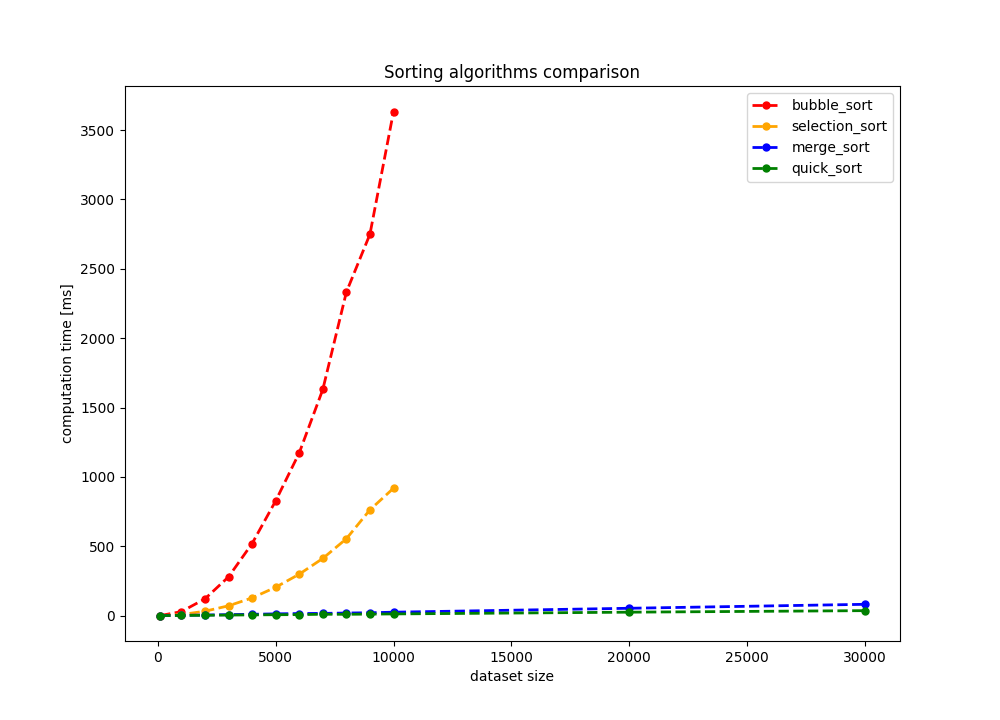 Sorting algorithms comparison
bubble_sort
selection_sort
merge_sort
quick_sort
computation time [ms]
3500
3000
2500
2000
1500
1000
500
0
0 5000 10000 15000 20000 25000 30000
dataset size